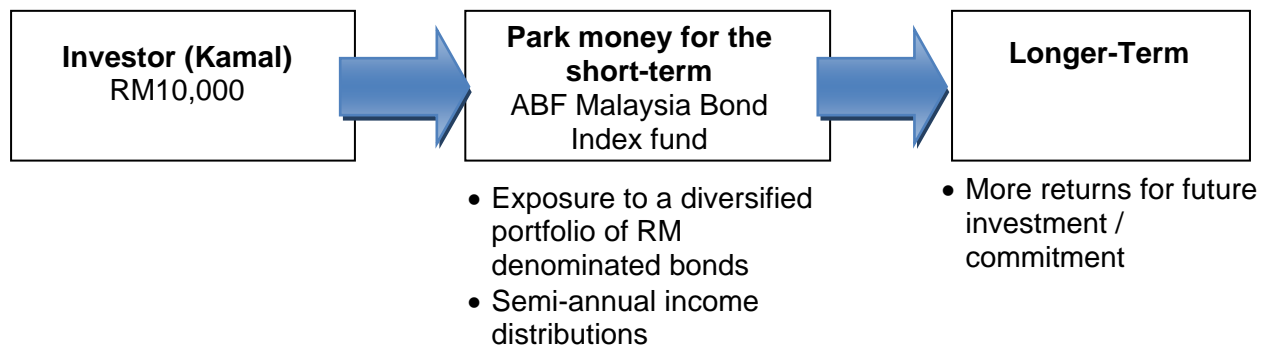 Investor (Kamal)
RM10,000
Park money for the
short-term
ABF Malaysia Bond
Index fund
• Exposure to a diversified
portfolio of RM
denominated bonds
• Semi-annual income
distributions
Longer-Term
• More returns for future
investment /
commitment